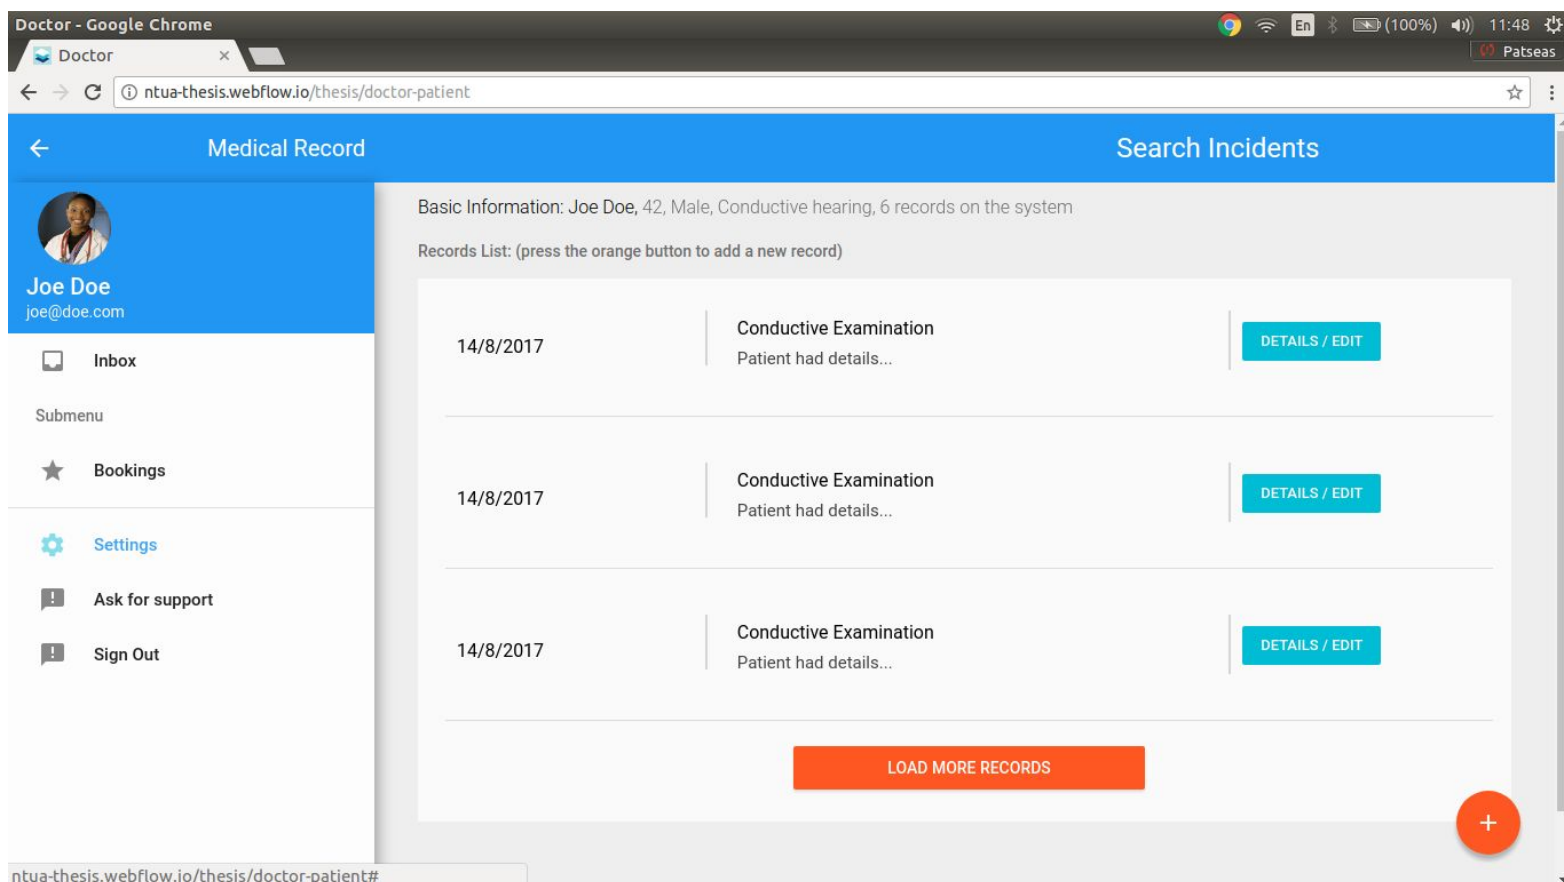 Doctor - Google Chrome
En (100%) 11:48
Doctor
Patseas
ntua-thesis.webflow.io/thesis/doctor-patient
Medical Record
Search Incidents
Joe Doe
joe@doe.com
Inbox
Submenu
Bookings
Settings
Ask for support
Sign Out
Basic Information: Joe Doe, 42, Male, Conductive hearing, 6 records on the system
Records List: (press the orange button to add a new record)
14/8/2017
Conductive Examination
Patient had details...
DETAILS / EDIT
14/8/2017
Conductive Examination
Patient had details...
DETAILS / EDIT
14/8/2017
Conductive Examination
Patient had details...
DETAILS / EDIT
LOAD MORE RECORDS
+
ntua-thesis.webflow.io/thesis/doctor-patient#